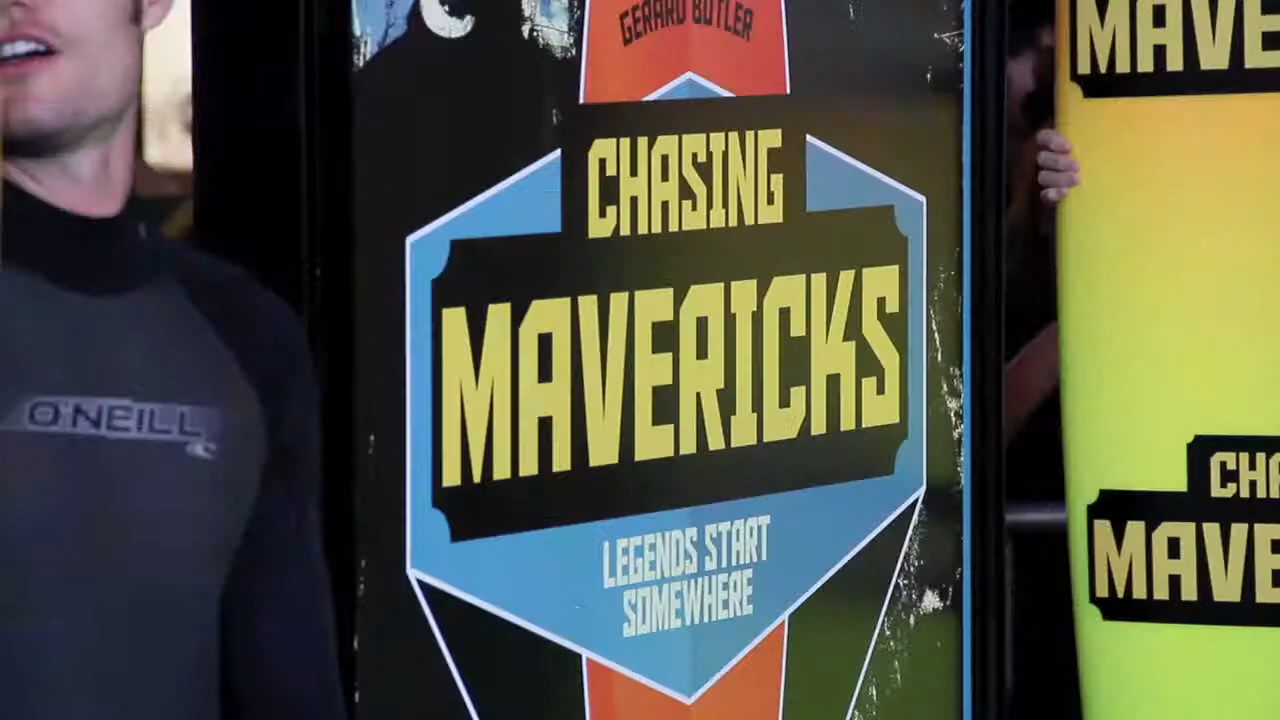 GERARD BUTLER
CHASING
MAVERICKS
LEGENDS START
SOMEWHERE
O'NEILL
MAVE
CHA
MAVE